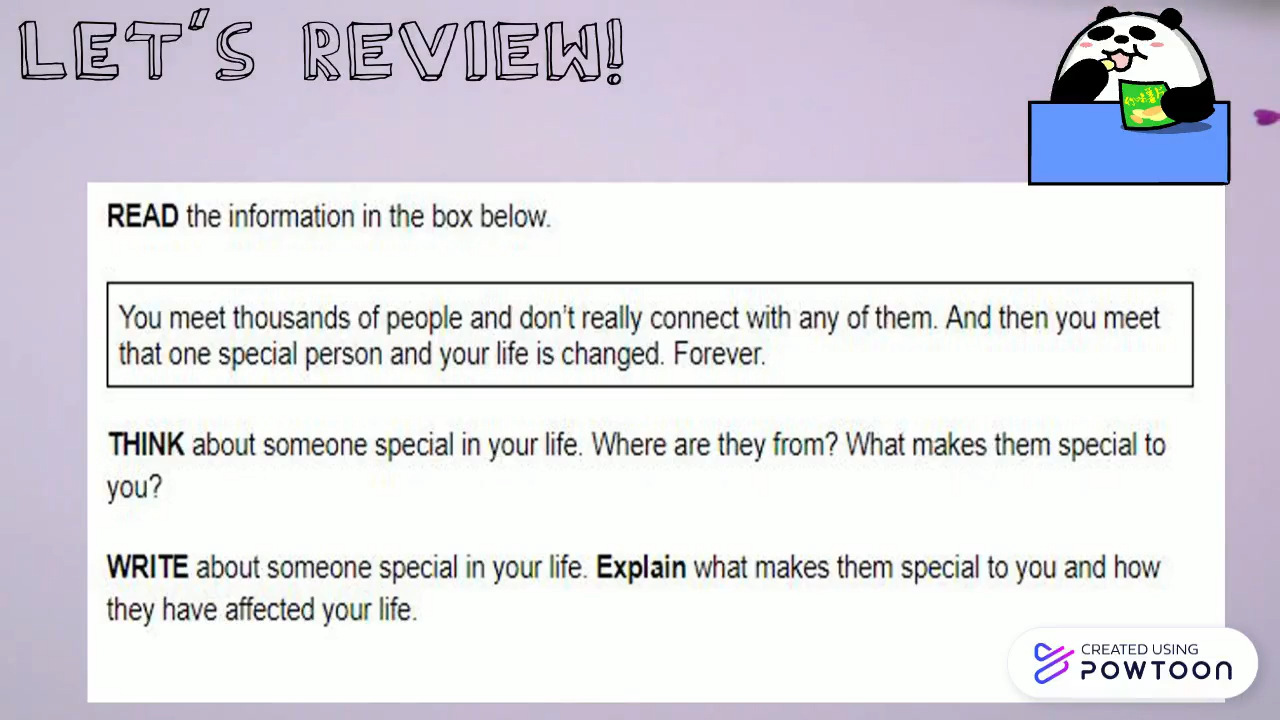 LET'S REVIEW!
READ the information in the box below.
You meet thousands of people and don't really connect with any of them. And then you meet
that one special person and your life is changed. Forever.
THINK about someone special in your life. Where are they from? What makes them special to
you?
WRITE about someone special in your life. Explain what makes them special to you and how
they have affected your life.
CREATED USING
POWTOON